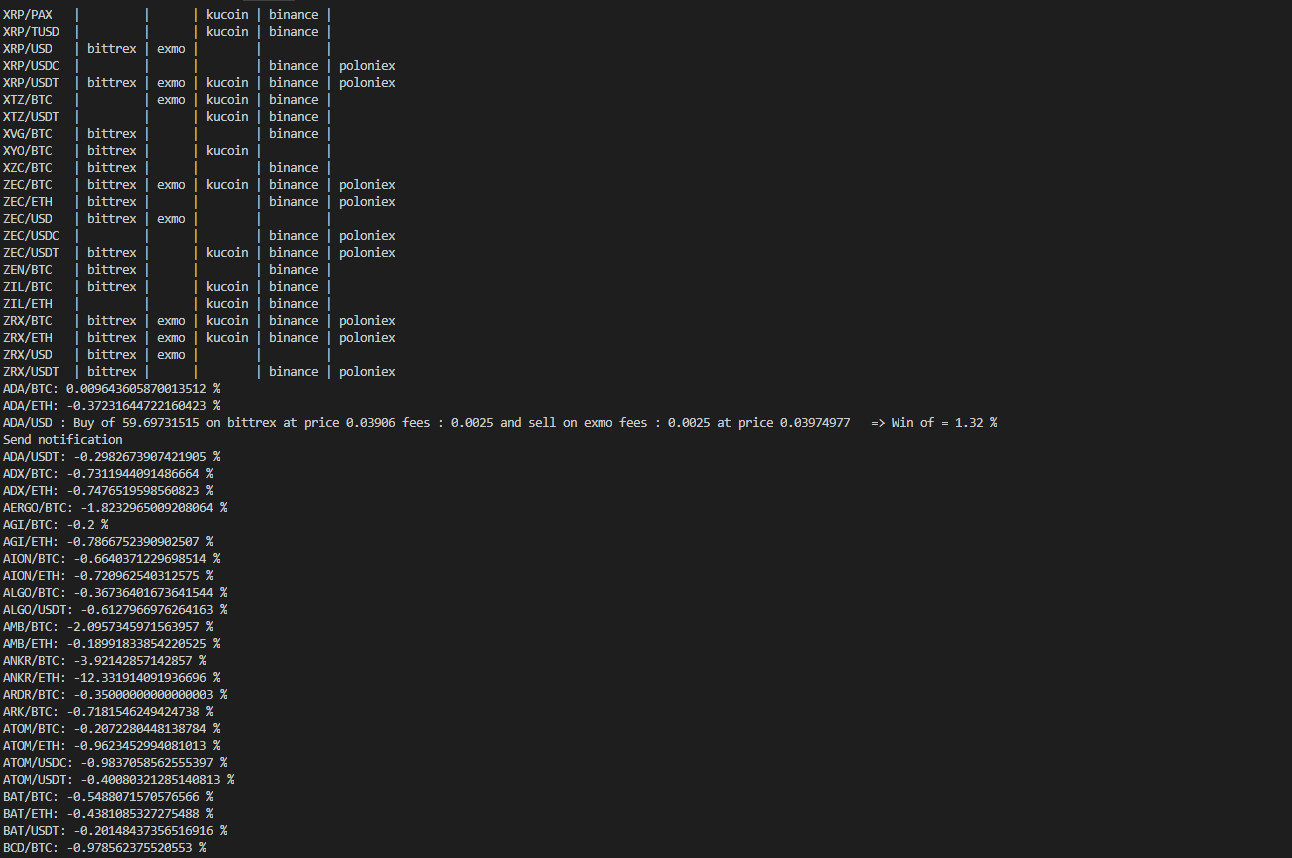 XRP/PAX | | | kucoin | binance |
XRP/TUSD | | | kucoin | binance |
XRP/USD | bittrex | exmo | | |
XRP/USDC | | | | binance | poloniex
XRP/USDT | bittrex | exmo | kucoin | binance | poloniex
XTZ/BTC | | exmo | kucoin | binance |
XTZ/USDT | | | kucoin | binance |
XVG/BTC | bittrex | | | binance |
XYO/BTC | bittrex | | kucoin | |
XZC/BTC | bittrex | | | binance |
ZEC/BTC | bittrex | exmo | kucoin | binance | poloniex
ZEC/ETH | bittrex | | | binance | poloniex
ZEC/USD | bittrex | exmo | | |
ZEC/USDC | | | | binance | poloniex
ZEC/USDT | bittrex | | kucoin | binance | poloniex
ZEN/BTC | bittrex | | | binance |
ZIL/BTC | bittrex | | kucoin | binance |
ZIL/ETH | | | kucoin | binance |
ZRX/BTC | bittrex | exmo | kucoin | binance | poloniex
ZRX/ETH | bittrex | exmo | kucoin | binance | poloniex
ZRX/USD | bittrex | exmo | | |
ZRX/USDT | bittrex | | | binance | poloniex
ADA/BTC: 0.009643605870013512 %
ADA/ETH: -0.37231644722160423 %
ADA/USD : Buy of 59.69731515 on bittrex at price 0.03906 fees : 0.0025 and sell on exmo fees : 0.0025 at price 0.03974977 => Win of = 1.32 %
Send notification
ADA/USDT: -0.2982673907421905 %
ADX/BTC: -0.7311944091486664 %
ADX/ETH: -0.7476519598560823 %
AERGO/BTC: -1.8232965009208064 %
AGI/BTC: -0.2 %
AGI/ETH: -0.7866752390902507 %
AION/BTC: -0.6640371229698514 %
AION/ETH: -0.720962540312575 %
ALGO/BTC: -0.36736401673641544 %
ALGO/USDT: -0.6127966976264163 %
AMB/BTC: -2.0957345971563957 %
AMB/ETH: -0.18991833854220525 %
ANKR/BTC: -3.92142857142857 %
ANKR/ETH: -12.331914091936696 %
ARDR/BTC: -0.35000000000000003 %
ARK/BTC: -0.7181546249424738 %
ATOM/BTC: -0.2072280448138784 %
ATOM/ETH: -0.9623452994081013 %
ATOM/USDC: -0.9837058562555397 %
ATOM/USDT: -0.40080321285140813 %
BAT/BTC: -0.5488071570576566 %
BAT/ETH: -0.4381085327275488 %
BAT/USDT: -0.20148437356516916 %
BCD/BTC: -0.978562375520553 %